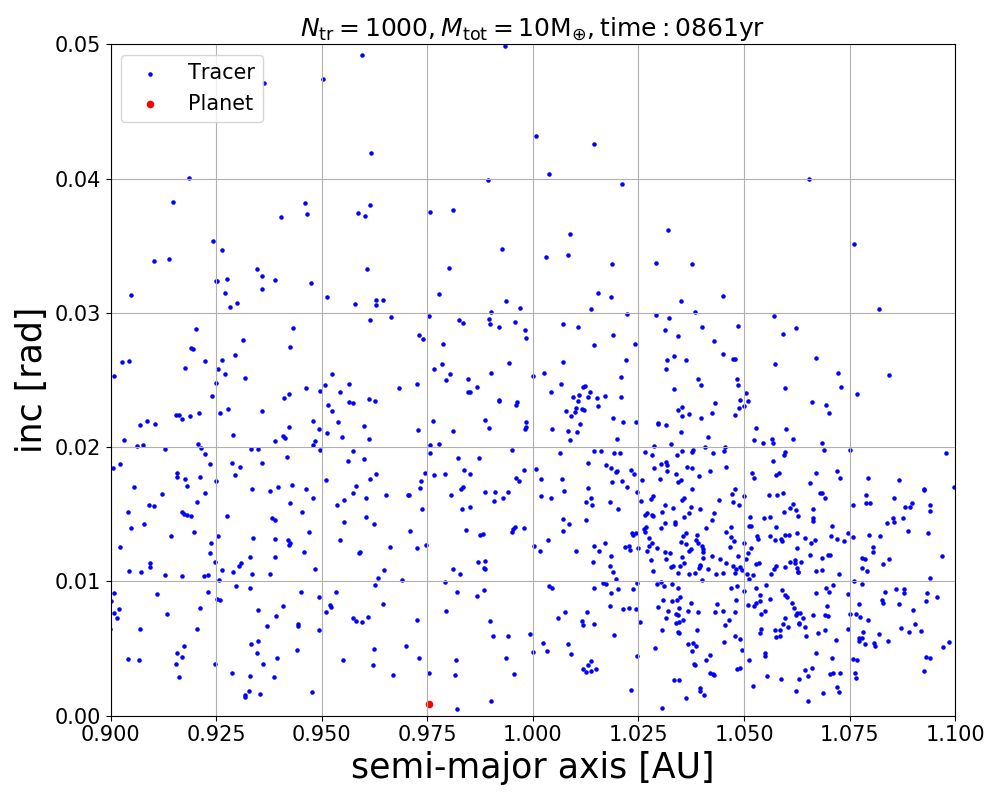 N_tr = 1000, M_tot = 10M_⊕, time : 0861yr
Tracer
Planet
inc [rad]
0.05
0.04
0.03
0.02
0.01
0.00
0.900 0.925 0.950 0.975 1.000 1.025 1.050 1.075 1.100
semi-major axis [AU]